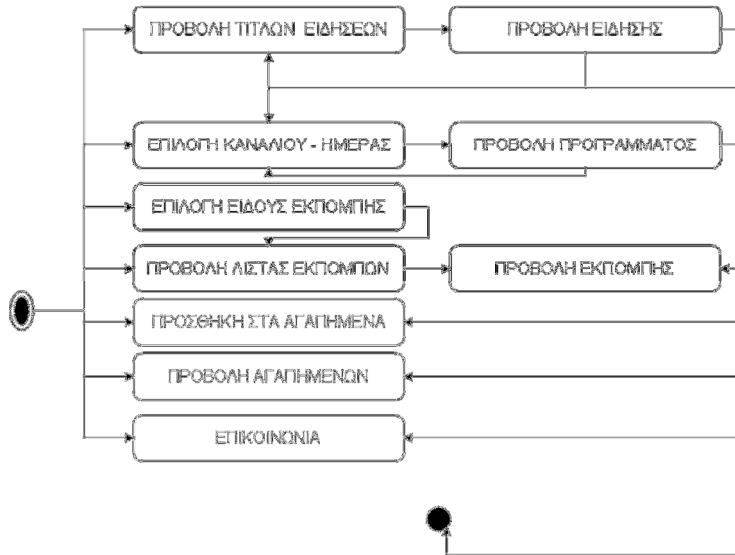 ΠΡΟΒΟΛΗ ΤΙΤΛΩΝ ΕΙΔΗΣΕΩΝ
ΠΡΟΒΟΛΗ ΕΙΔΗΣΗΣ
ΕΠΙΛΟΓΗ ΚΑΝΑΛΙΟΥ - ΗΜΕΡΑΣ
ΠΡΟΒΟΛΗ ΠΡΟΓΡΑΜΜΑΤΟΣ
ΕΠΙΛΟΓΗ ΕΙΔΟΥΣ ΕΚΠΟΜΠΗΣ
ΠΡΟΒΟΛΗ ΛΙΣΤΑΣ ΕΚΠΟΜΠΩΝ
ΠΡΟΒΟΛΗ ΕΚΠΟΜΠΗΣ
ΠΡΟΣΘΗΚΗ ΣΤΑ ΑΓΑΠΗΜΕΝΑ
ΠΡΟΒΟΛΗ ΑΓΑΠΗΜΕΝΩΝ
ΕΠΙΚΟΙΝΩΝΙΑ